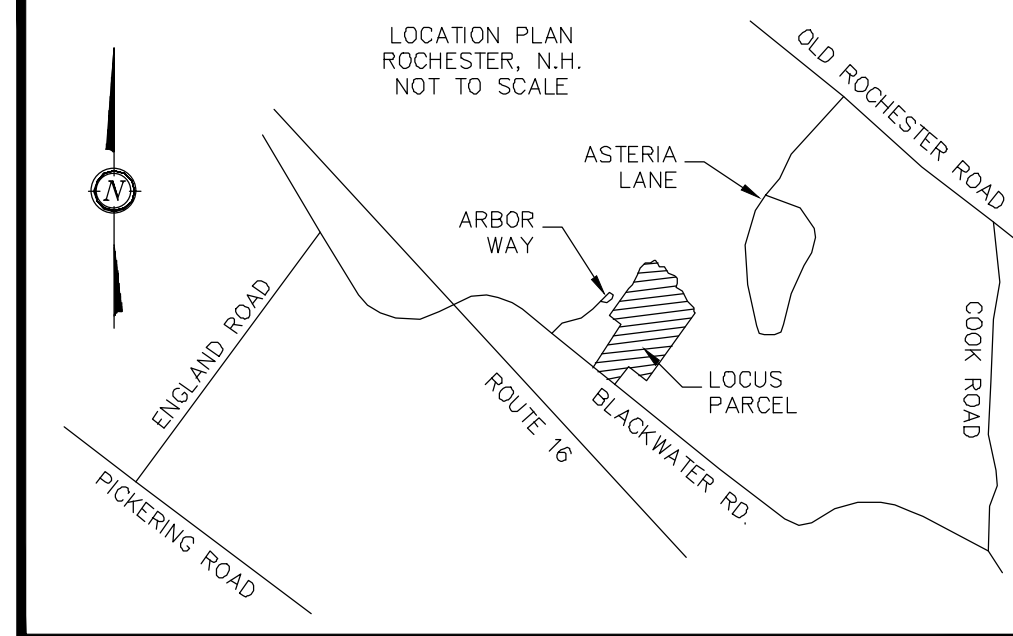 LOCATION PLAN
ROCHESTER, N.H.
NOT TO SCALE
OLD ROCHESTER ROAD
ASTERIA
LANE
N
ARBOR
WAY
ENGLAND ROAD
COOK ROAD
LOCUS
PARCEL
ROUTE 16
BLACKWATER RD.
PICKERING ROAD